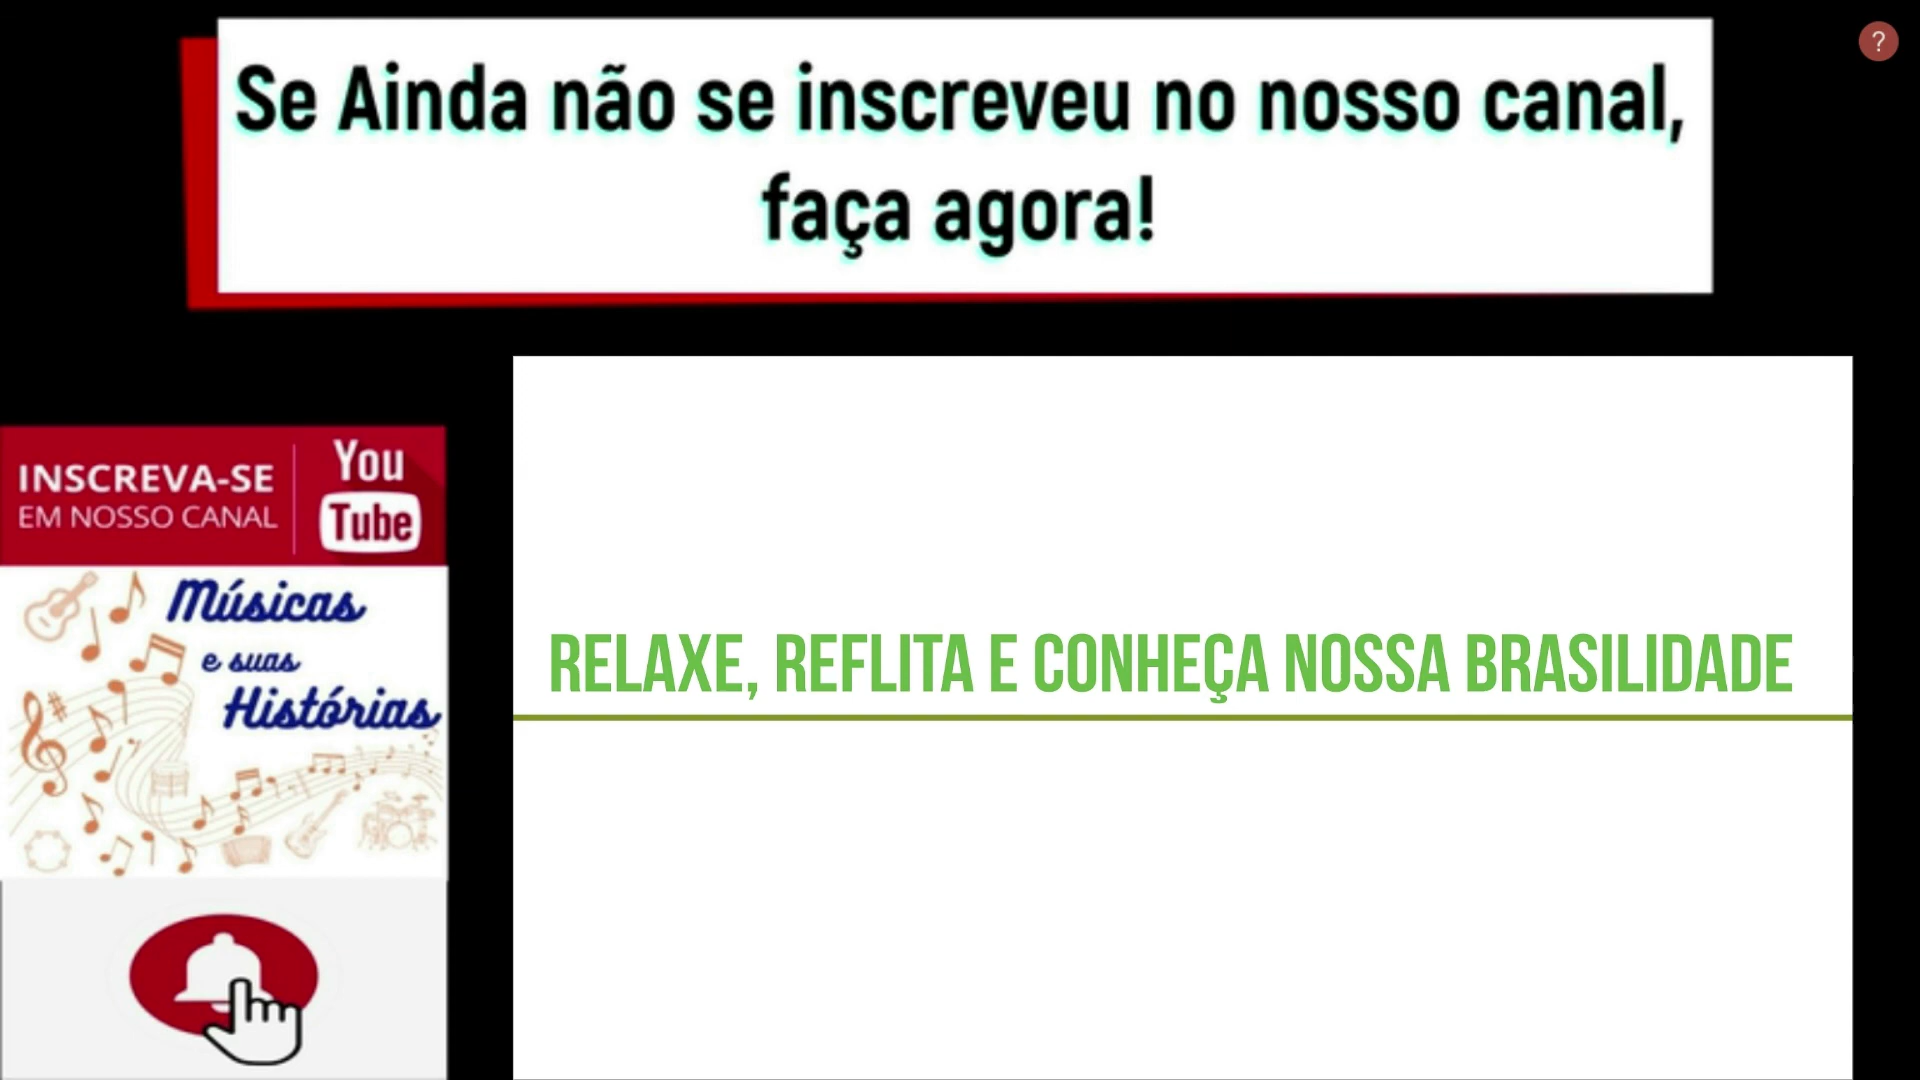 Se Ainda não se inscreveu no nosso canal,
faça agora!
?
INSCREVA-SE
EM NOSSO CANAL
You
Tube
Músicas
e suas
Histórias
RELAXE, REFLITA E CONHEÇA NOSSA BRASILIDADE